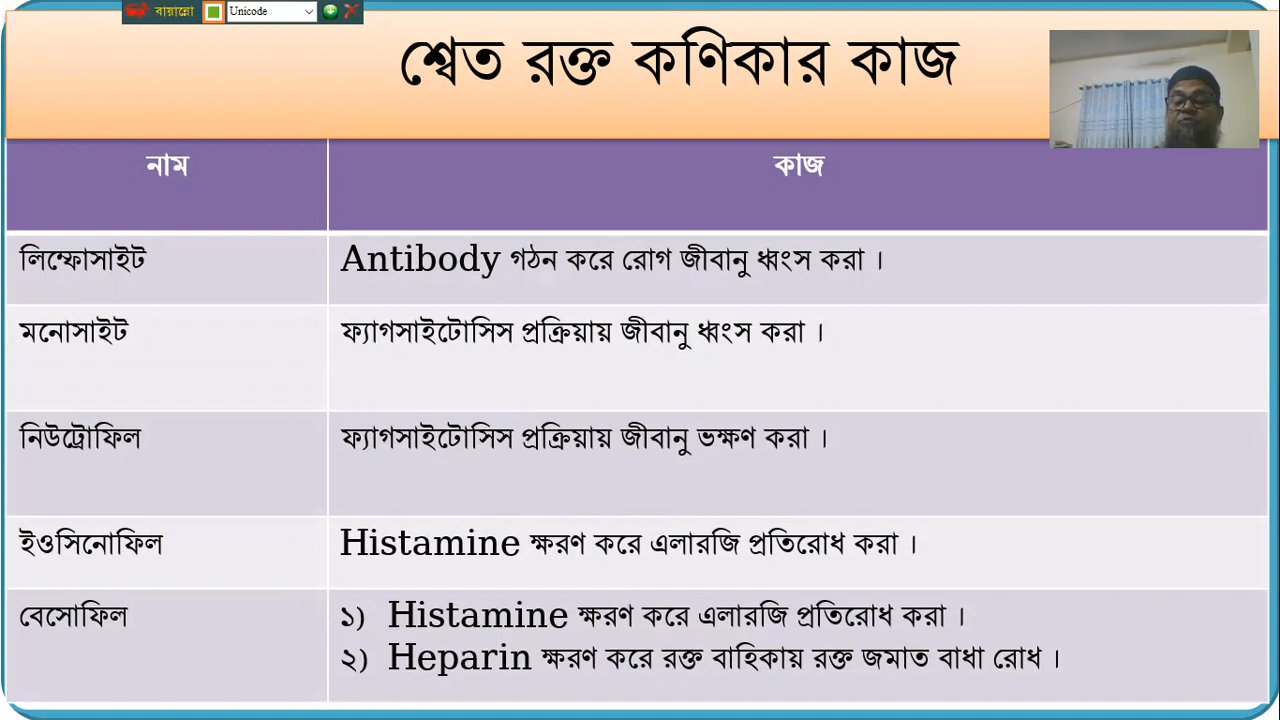 বায়ান্নো Unicode
শ্বেত রক্ত কণিকার কাজ
নাম কাজ
লিম্ফোসাইট Antibody গঠন করে রোগ জীবানু ধ্বংস করা ।
মনোসাইট ফ্যাগসাইটোসিস প্রক্রিয়ায় জীবানু ধ্বংস করা ।
নিউট্রোফিল ফ্যাগসাইটোসিস প্রক্রিয়ায় জীবানু ভক্ষণ করা ।
ইওসিনোফিল Histamine ক্ষরণ করে এলারজি প্রতিরোধ করা ।
বেসোফিল ১) Histamine ক্ষরণ করে এলারজি প্রতিরোধ করা ।
২) Heparin ক্ষরণ করে রক্ত বাহিকায় রক্ত জমাত বাধা রোধ ।